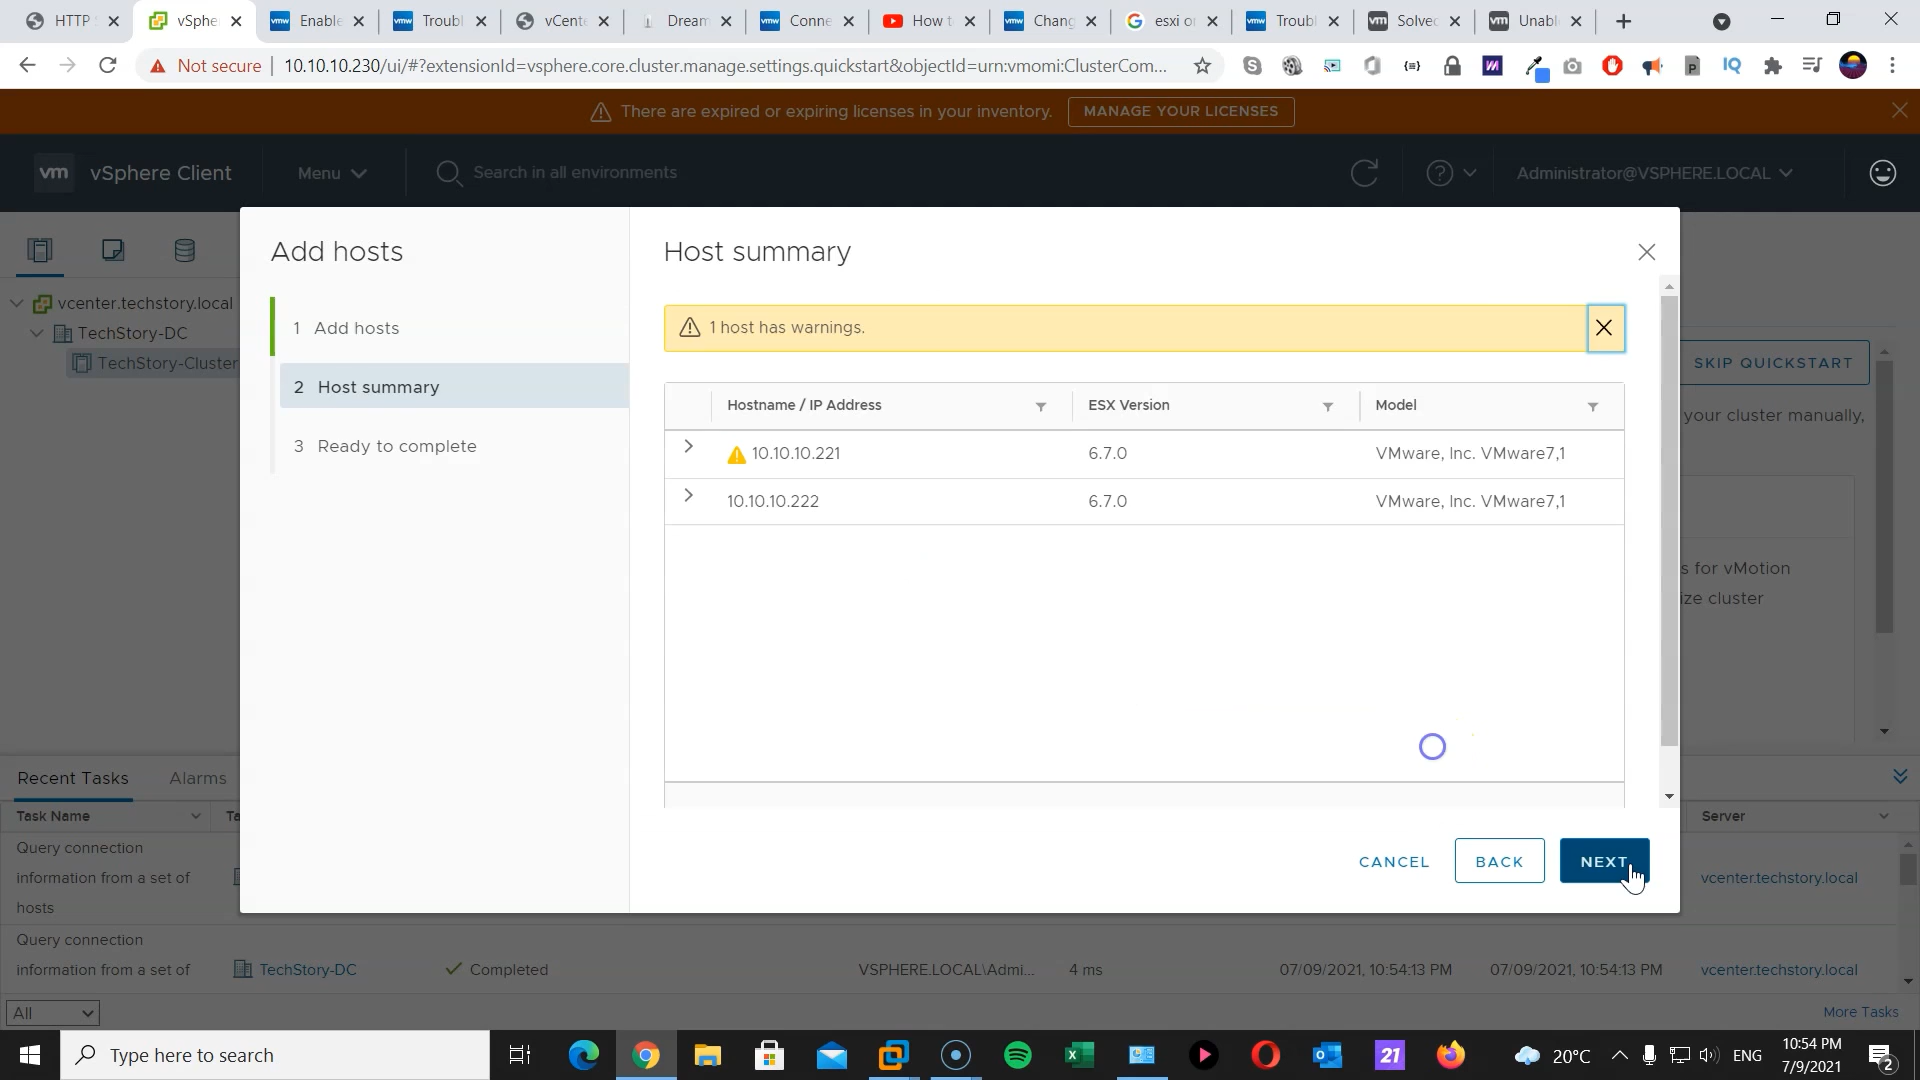 HTTP
vSphe
Enable
Troubl
vCente
Dream
Conne
How t
Chang
esxi o
Troubl
Solved
Unabl
Not secure
10.10.10.230/ui/#?extensionId=vsphere.core.cluster.manage.settings.quickstart&objectId=urn:vmomi:ClusterCom...
There are expired or expiring licenses in your inventory.
MANAGE YOUR LICENSES
vm vSphere Client
Menu
Search in all environments
Administrator@VSPHERE.LOCAL
vcenter.techstory.local
TechStory-DC
TechStory-Cluster
SKIP QUICKSTART
your cluster manually,
s for vMotion
ize cluster
Add hosts
1 Add hosts
2 Host summary
3 Ready to complete
Host summary
1 host has warnings.
Hostname / IP Address ESX Version Model
10.10.10.221 6.7.0 VMware, Inc. VMware7,1
10.10.10.222 6.7.0 VMware, Inc. VMware7,1
CANCEL
BACK
NEXT
Recent Tasks Alarms
Task Name Ta Server
Query connection
information from a set of vcenter.techstory.local
hosts
Query connection
information from a set of TechStory-DC Completed VSPHERE.LOCAL\Admi... 4 ms 07/09/2021, 10:54:13 PM 07/09/2021, 10:54:13 PM vcenter.techstory.local
All
More Tasks
Type here to search
21
20°C
ENG
10:54 PM
7/9/2021
2